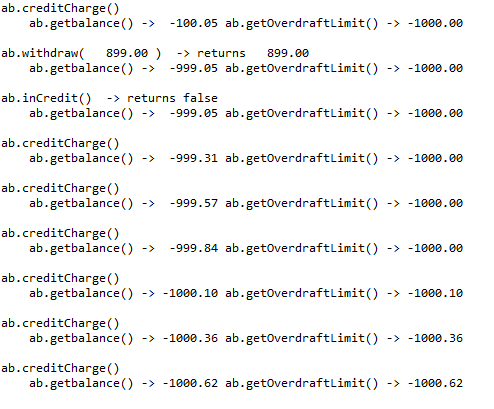 ab.creditCharge()
ab.getbalance() -> -100.05 ab.getOverdraftLimit() -> -1000.00
ab.withdraw( 899.00 ) -> returns 899.00
ab.getbalance() -> -999.05 ab.getOverdraftLimit() -> -1000.00
ab.inCredit() -> returns false
ab.getbalance() -> -999.05 ab.getOverdraftLimit() -> -1000.00
ab.creditCharge()
ab.getbalance() -> -999.31 ab.getOverdraftLimit() -> -1000.00
ab.creditCharge()
ab.getbalance() -> -999.57 ab.getOverdraftLimit() -> -1000.00
ab.creditCharge()
ab.getbalance() -> -999.84 ab.getOverdraftLimit() -> -1000.00
ab.creditCharge()
ab.getbalance() -> -1000.10 ab.getOverdraftLimit() -> -1000.10
ab.creditCharge()
ab.getbalance() -> -1000.36 ab.getOverdraftLimit() -> -1000.36
ab.creditCharge()
ab.getbalance() -> -1000.62 ab.getOverdraftLimit() -> -1000.62